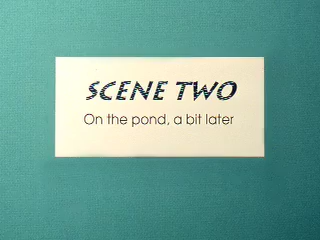 SCENE TWO
On the pond, a bit later